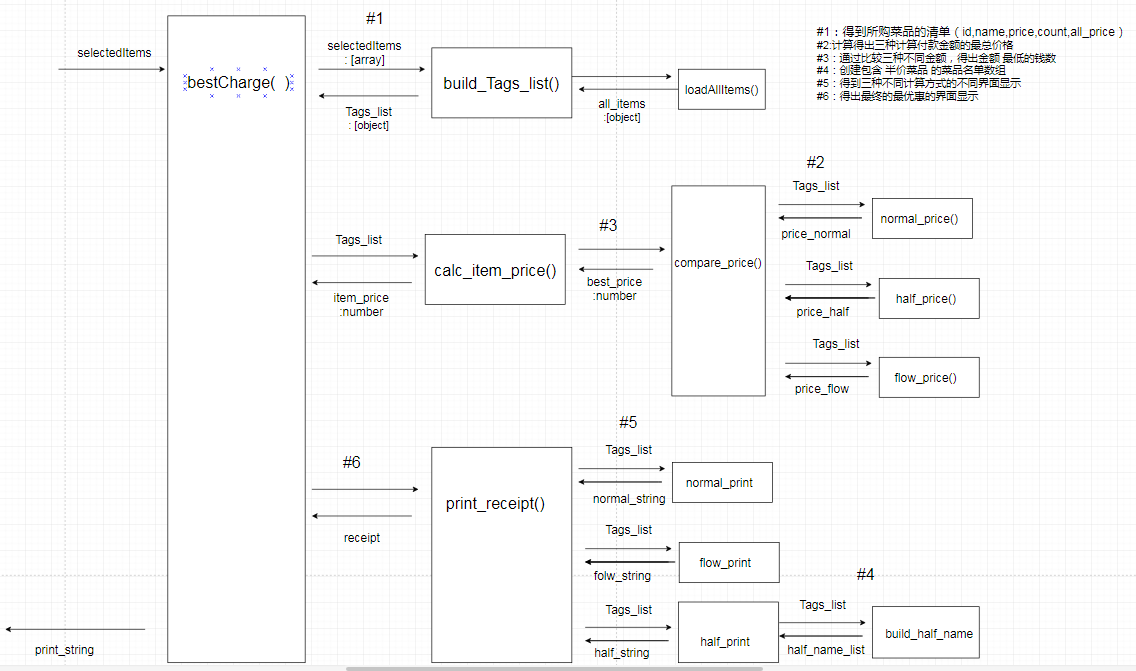 #1
selectedItems
bestCharge( )
selectedItems
: [array]
Tags_list
: [object]
build_Tags_list()
all_items
:[object]
loadAllItems()
#1：得到所购菜品的清单（id,name,price,count,all_price ）
#2:计算得出三种计算付款金额的最总价格
#3：通过比较三种不同金额，得出金额 最低的钱数
#4：创建包含 半价菜品 的菜品名单数组
#5：得到三种不同计算方式的不同界面显示
#6：得出最终的最优惠的界面显示
#2
Tags_list
price_normal
normal_price()
Tags_list
item_price
:number
calc_item_price()
#3
best_price
:number
compare_price()
Tags_list
price_half
half_price()
Tags_list
price_flow
flow_price()
#5
#6
receipt
print_receipt()
Tags_list
normal_string
normal_print
Tags_list
folw_string
flow_print
#4
Tags_list
half_string
half_print
Tags_list
half_name_list
build_half_name
print_string